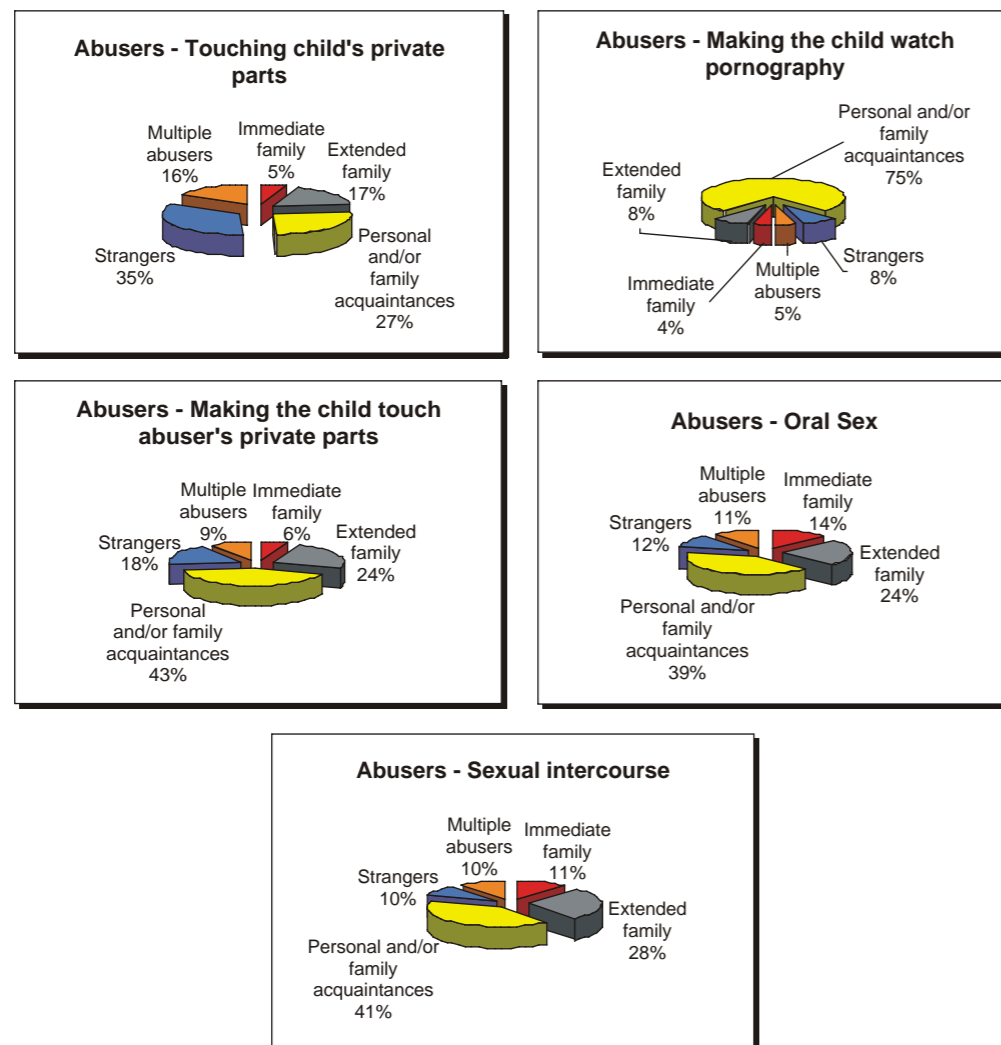 Abusers - Touching child's private
parts
Multiple
abusers
16%
Immediate
family
5%
Extended
family
17%
Strangers
35%
Personal
and/or
family
acquaintances
27%
Abusers - Making the child watch
pornography
Personal and/or
family
acquaintances
75%
Extended
family
8%
Immediate
family
4%
Multiple
abusers
5%
Strangers
8%
Abusers - Making the child touch
abuser's private parts
Multiple
abusers
9%
Immediate
family
6%
Strangers
18%
Extended
family
24%
Personal
and/or family
acquaintances
43%
Abusers - Oral Sex
Multiple
abusers
11%
Immediate
family
14%
Strangers
12%
Extended
family
24%
Personal and/or
family
acquaintances
39%
Abusers - Sexual intercourse
Multiple
abusers
10%
Immediate
family
11%
Strangers
10%
Extended
family
28%
Personal and/or
family
acquaintances
41%